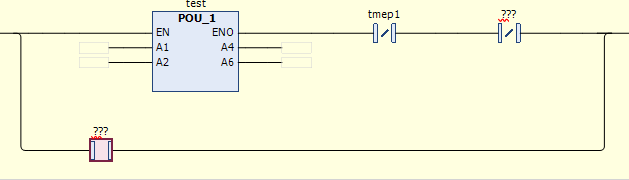 test
POU_1
EN ENO
A1 A4
A2 A6
tmep1
???
???